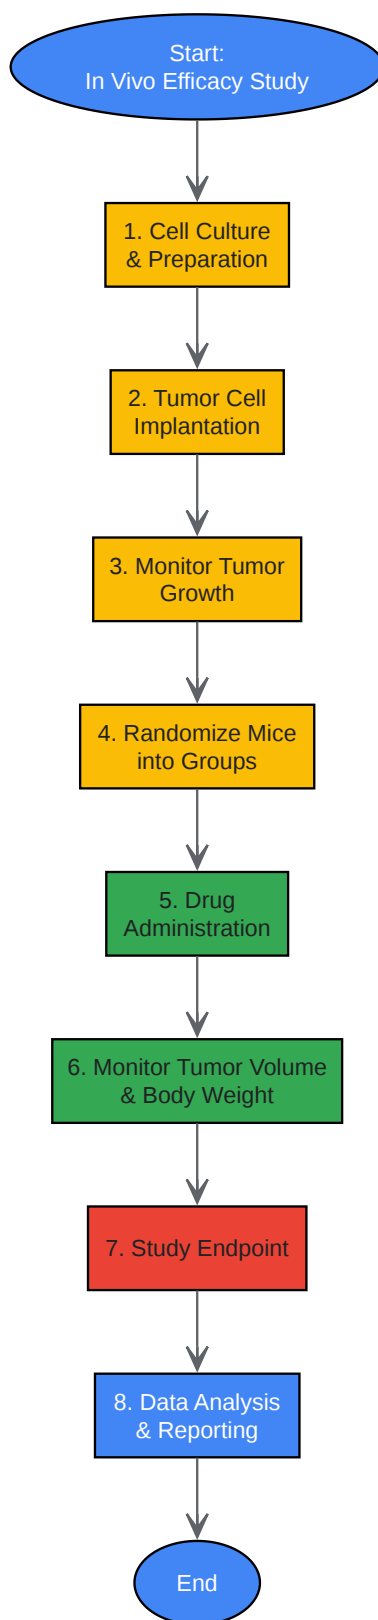 Start:
In Vivo Efficacy Study
1. Cell Culture
& Preparation
2. Tumor Cell
Implantation
3. Monitor Tumor
Growth
4. Randomize Mice
into Groups
5. Drug
Administration
6. Monitor Tumor Volume
& Body Weight
7. Study Endpoint
8. Data Analysis
& Reporting
End